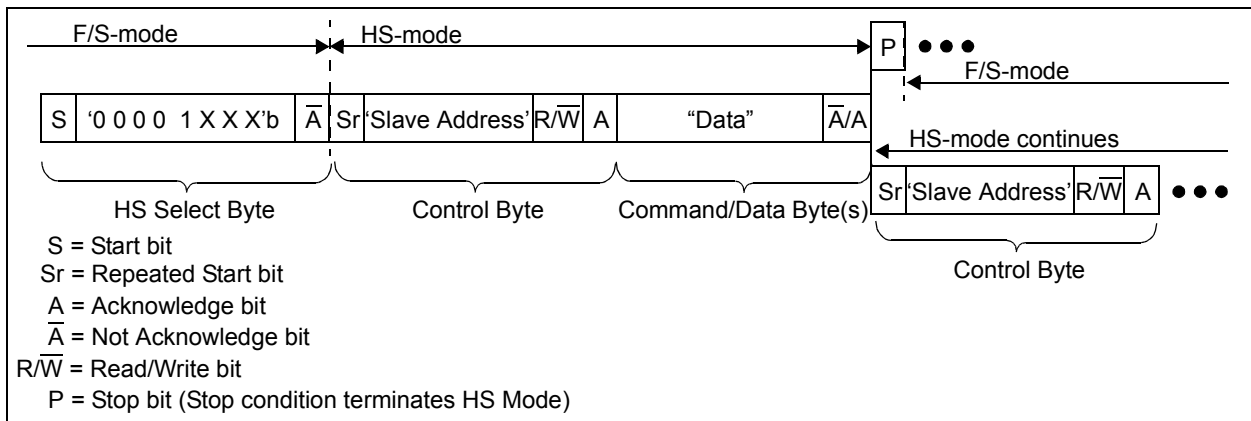 F/S-mode HS-mode P
F/S-mode
S ‘0 0 0 0 1 X X X’b A̅ Sr ‘Slave Address’ R/W̅ A “Data” A̅/A
HS-mode continues
Sr ‘Slave Address’ R/W̅ A
HS Select Byte Control Byte Command/Data Byte(s)
Control Byte
S = Start bit
Sr = Repeated Start bit
A = Acknowledge bit
A̅ = Not Acknowledge bit
R/W̅ = Read/Write bit
P = Stop bit (Stop condition terminates HS Mode)